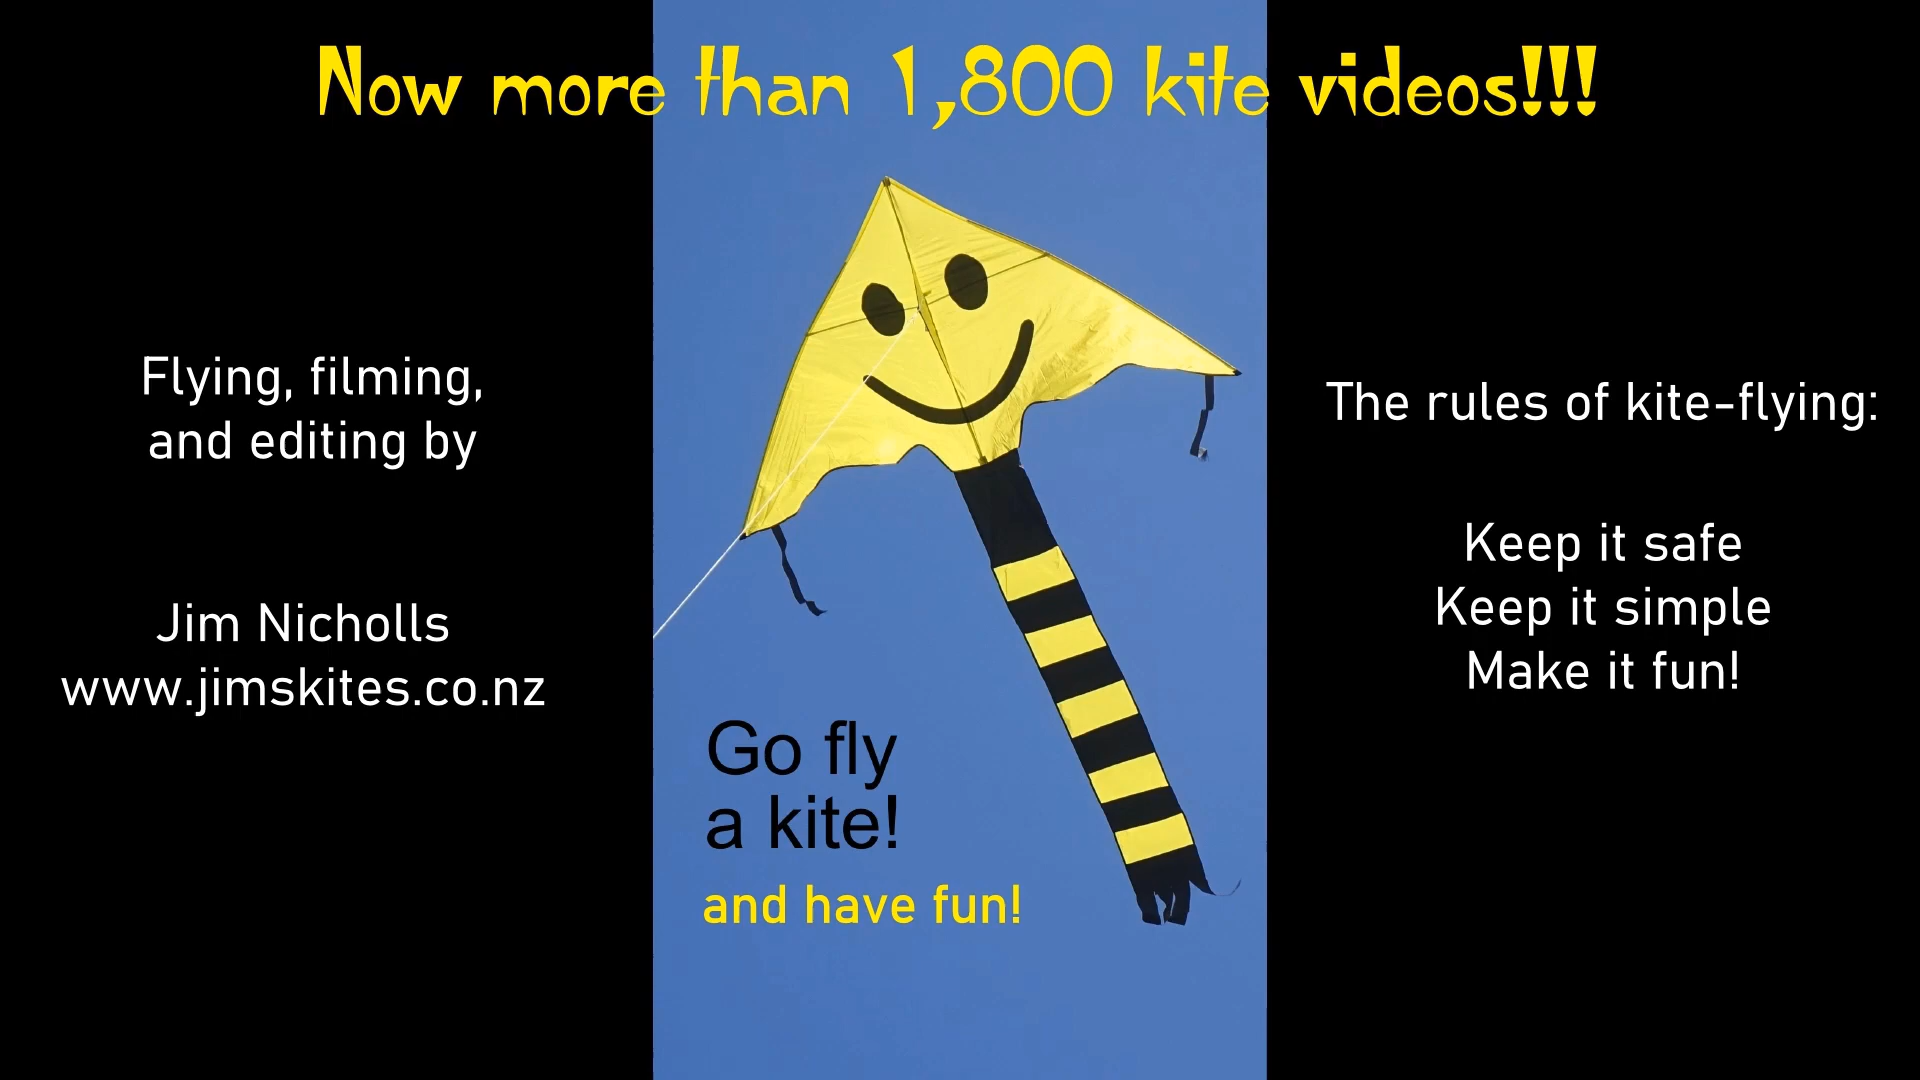 Now more than 1,800 kite videos!!!
Flying, filming,
and editing by
Jim Nicholls
www.jimskites.co.nz
Go fly
a kite!
and have fun!
The rules of kite-flying:
Keep it safe
Keep it simple
Make it fun!